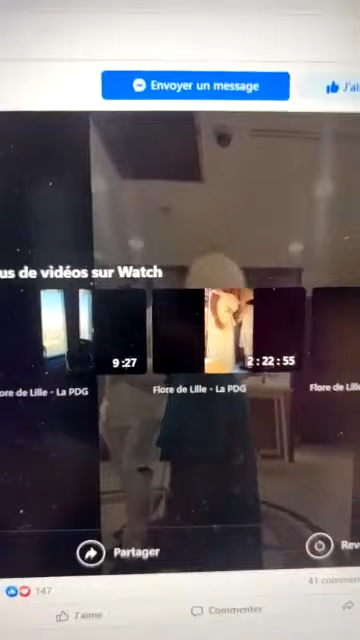 Envoyer un message
J'ai
us de vidéos sur Watch
9:27
2:22:55
ore de Lille - La PDG
Flore de Lille - La PDG
Flore de Lille
Partager
Rev
147
41 commen
J'aime
Commenter